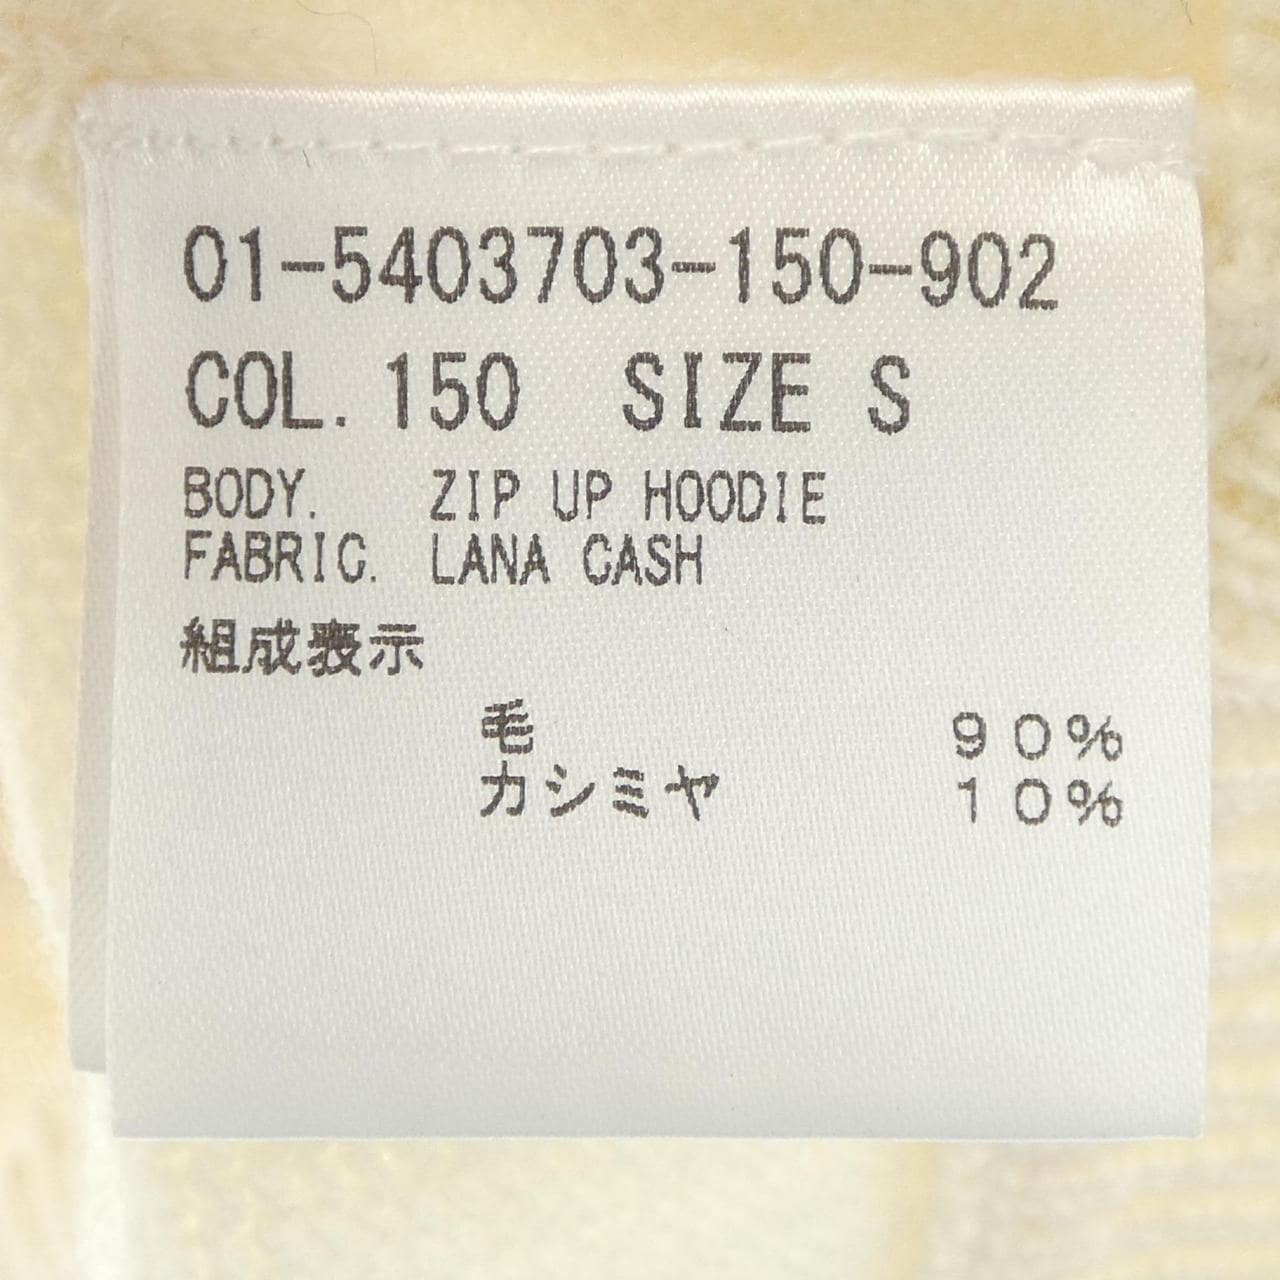 01-5403703-150-902
COL. 150 SIZE S
BODY. ZIP UP HOODIE
FABRIC. LANA CASH
組成表示
毛 90%
カシミヤ 10%